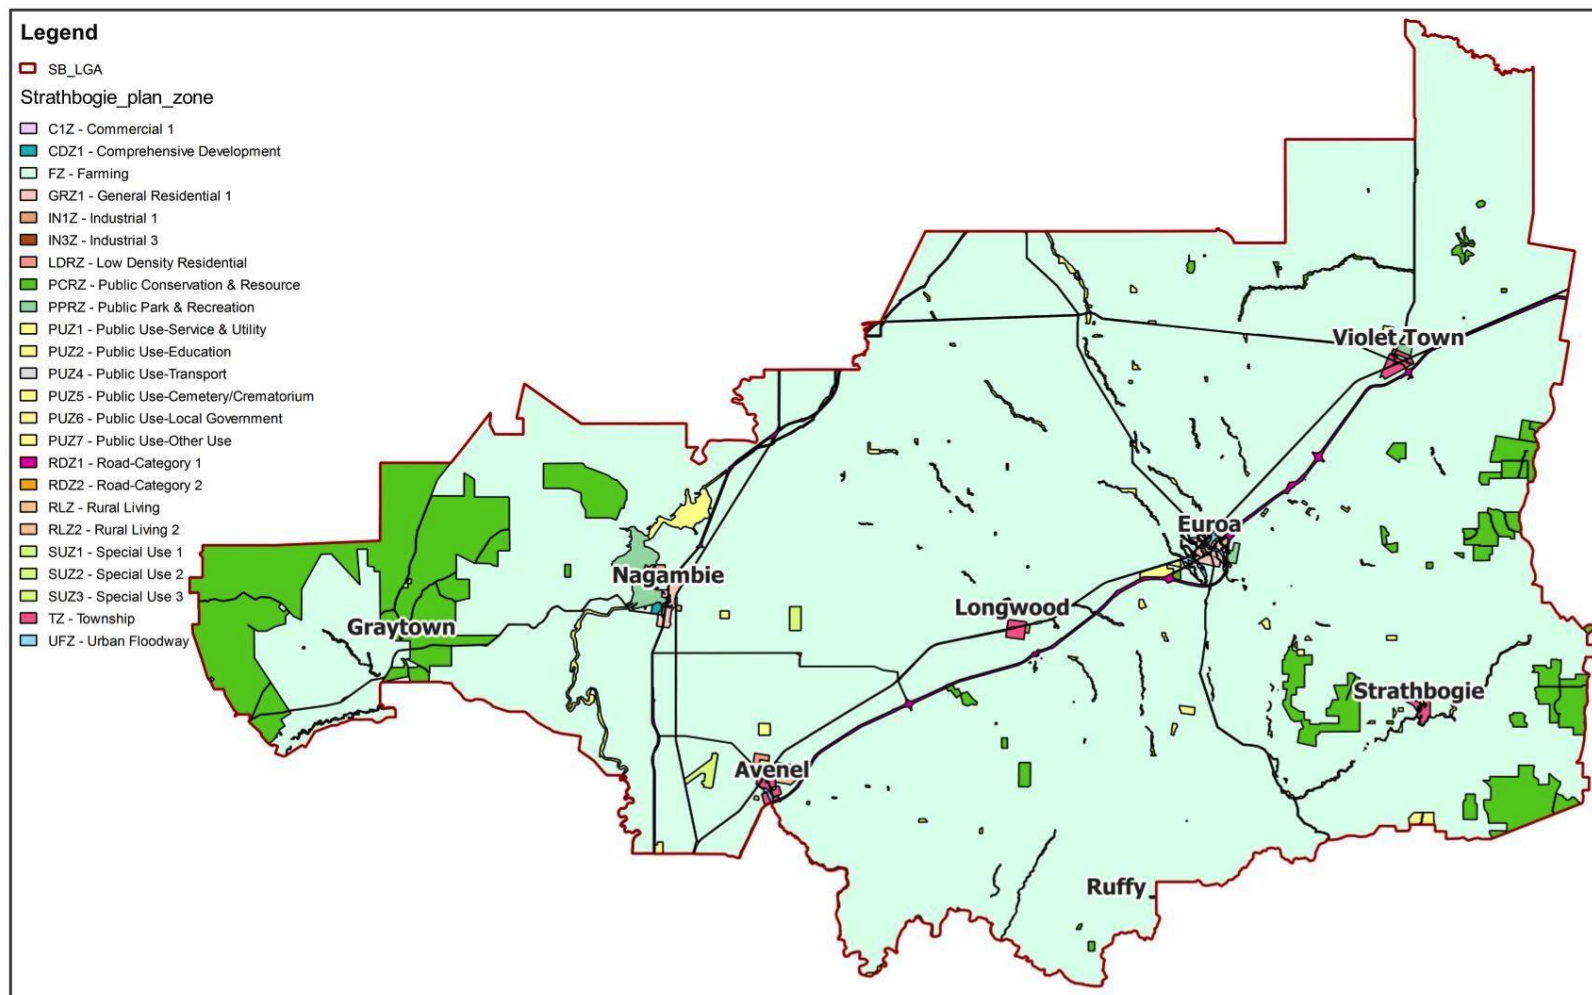 Legend
SB_LGA
Strathbogie_plan_zone
C1Z - Commercial 1
CDZ1 - Comprehensive Development
FZ - Farming
GRZ1 - General Residential 1
IN1Z - Industrial 1
IN3Z - Industrial 3
LDRZ - Low Density Residential
PCRZ - Public Conservation & Resource
PPRZ - Public Park & Recreation
PUZ1 - Public Use-Service & Utility
PUZ2 - Public Use-Education
PUZ4 - Public Use-Transport
PUZ5 - Public Use-Cemetery/Crematorium
PUZ6 - Public Use-Local Government
PUZ7 - Public Use-Other Use
RDZ1 - Road-Category 1
RDZ2 - Road-Category 2
RLZ - Rural Living
RLZ2 - Rural Living 2
SUZ1 - Special Use 1
SUZ2 - Special Use 2
SUZ3 - Special Use 3
TZ - Township
UFZ - Urban Floodway
Violet Town
Euroa
Nagambie
Longwood
Graytown
Strathbogie
Avenel
Ruffy